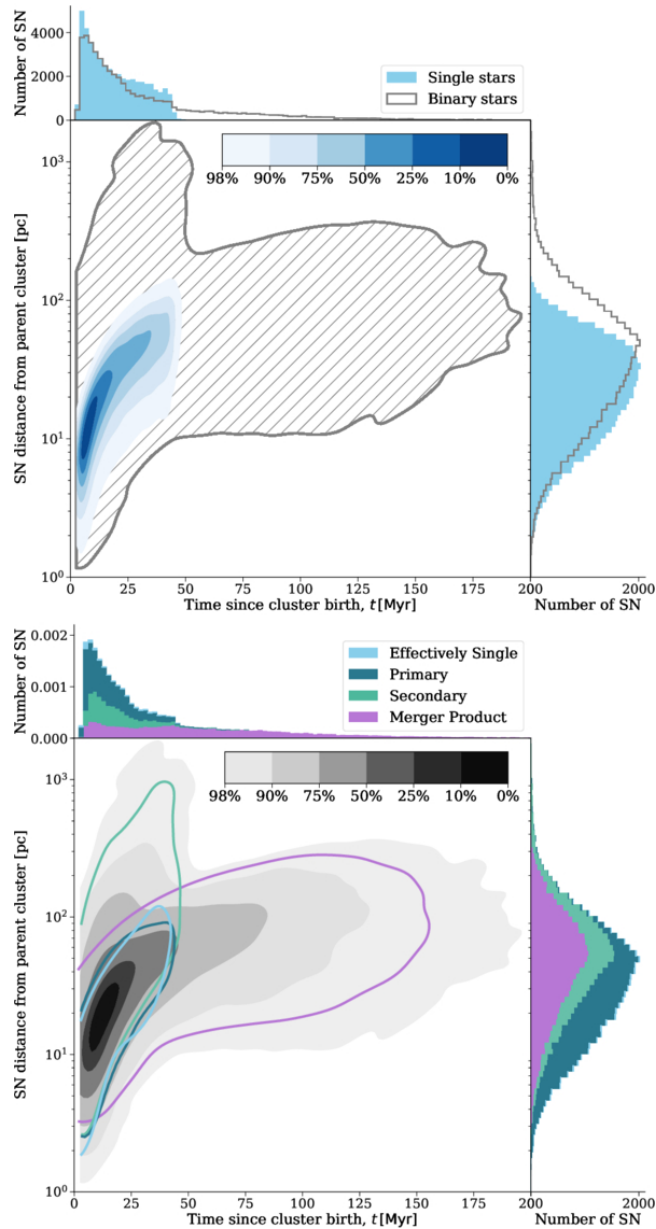 Number of SN
4000
2000
0
Single stars
Binary stars
98% 90% 75% 50% 25% 10% 0%
SN distance from parent cluster [pc]
10³
10²
10¹
10⁰
0 25 50 75 100 125 150 175 200
Time since cluster birth, t [Myr]
0 2000
Number of SN
Number of SN
0.002
0.001
0.000
Effectively Single
Primary
Secondary
Merger Product
98% 90% 75% 50% 25% 10% 0%
SN distance from parent cluster [pc]
10³
10²
10¹
10⁰
0 25 50 75 100 125 150 175 200
Time since cluster birth, t [Myr]
0 2000
Number of SN